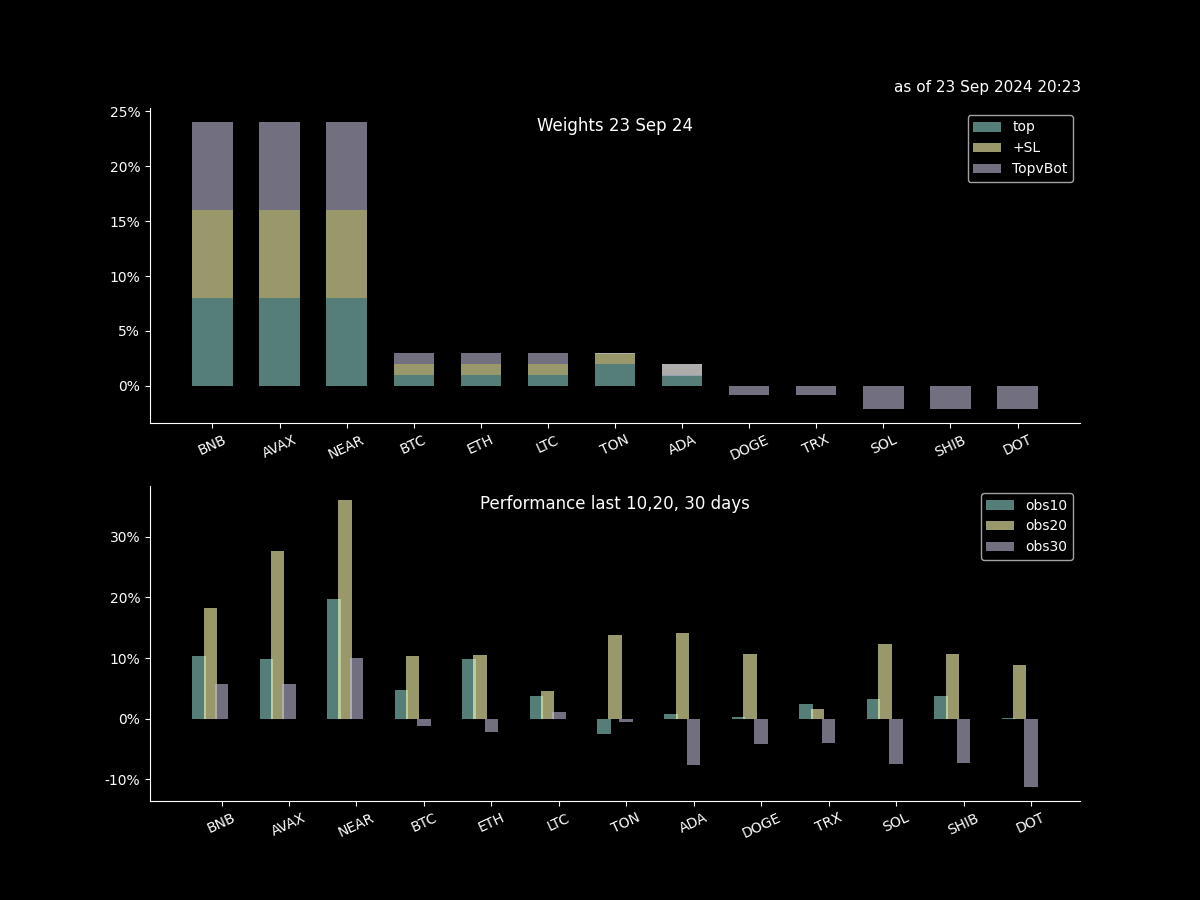 as of 23 Sep 2024 20:23
Weights 23 Sep 24
top
+SL
TopvBot
25%
20%
15%
10%
5%
0%
BNB AVAX NEAR BTC ETH LTC TON ADA DOGE TRX SOL SHIB DOT
Performance last 10,20, 30 days
obs10
obs20
obs30
30%
20%
10%
0%
-10%
BNB AVAX NEAR BTC ETH LTC TON ADA DOGE TRX SOL SHIB DOT